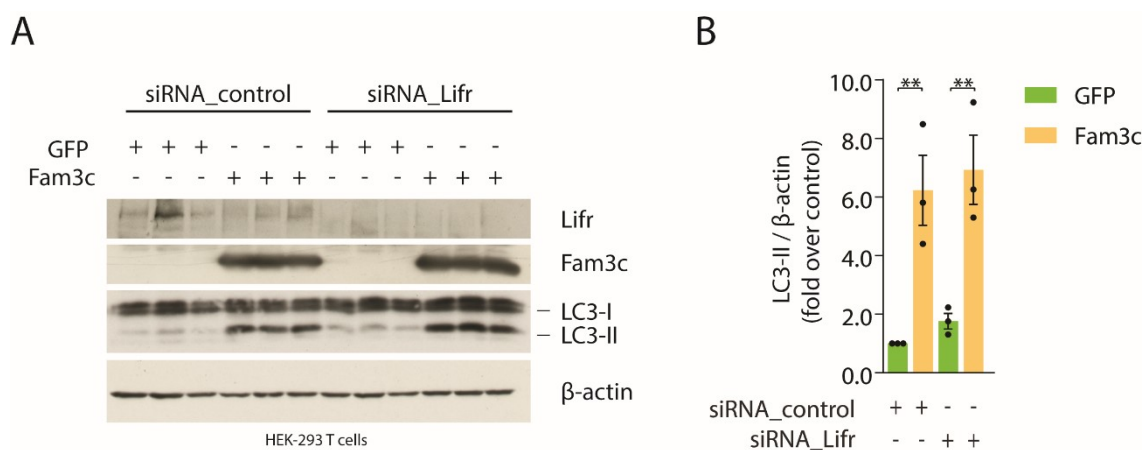 A
siRNA_control siRNA_Lifr
GFP + + + - - - + + + - - -
Fam3c - - - + + + - - - + + +
Lifr
Fam3c
LC3-I
LC3-II
β-actin
HEK-293 T cells
B
LC3-II / β-actin
(fold over control)
10.0
8.0
6.0
4.0
2.0
0.0
** **
GFP
Fam3c
siRNA_control + + - -
siRNA_Lifr - - + +